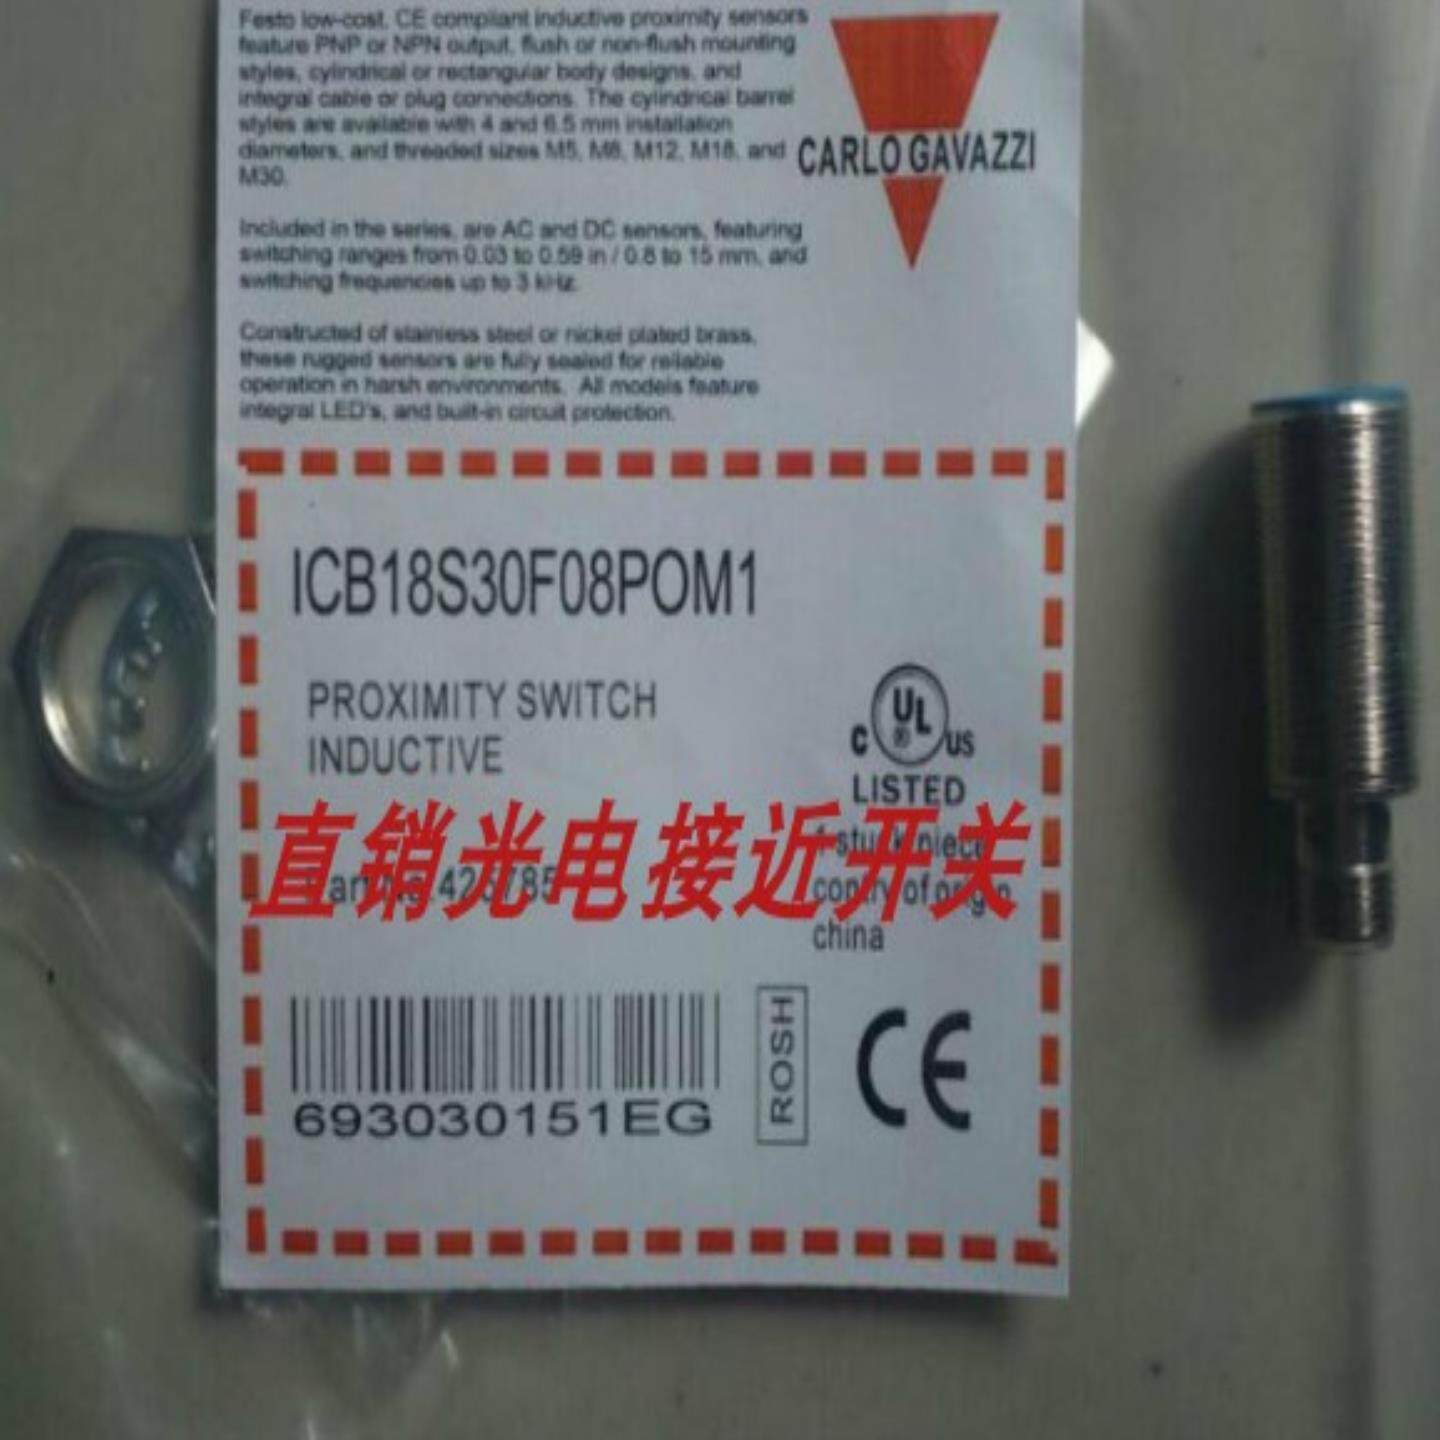 Festo low-cost, CE compliant inductive proximity sensors
feature PNP or NPN output, flush or non-flush mounting
styles, cylindrical or rectangular body designs, and
integral cable or plug connections. The cylindrical barrel
styles are available with 4 and 6.5 mm installation
diameters, and threaded sizes M5, M8, M12, M18, and
M30.
CARLO GAVAZZI
Included in the series, are AC and DC sensors, featuring
switching ranges from 0.03 to 0.59 in / 0.8 to 15 mm, and
switching frequencies up to 3 kHz.
Constructed of stainless steel or nickel plated brass,
these rugged sensors are fully sealed for reliable
operation in harsh environments. All models feature
integral LED's, and built-in circuit protection.
ICB18S30F08POM1
PROXIMITY SWITCH
INDUCTIVE
C UL ® US
LISTED
直销光电接近开关
1 piece
of
china
693030151EG
ROSH
CE